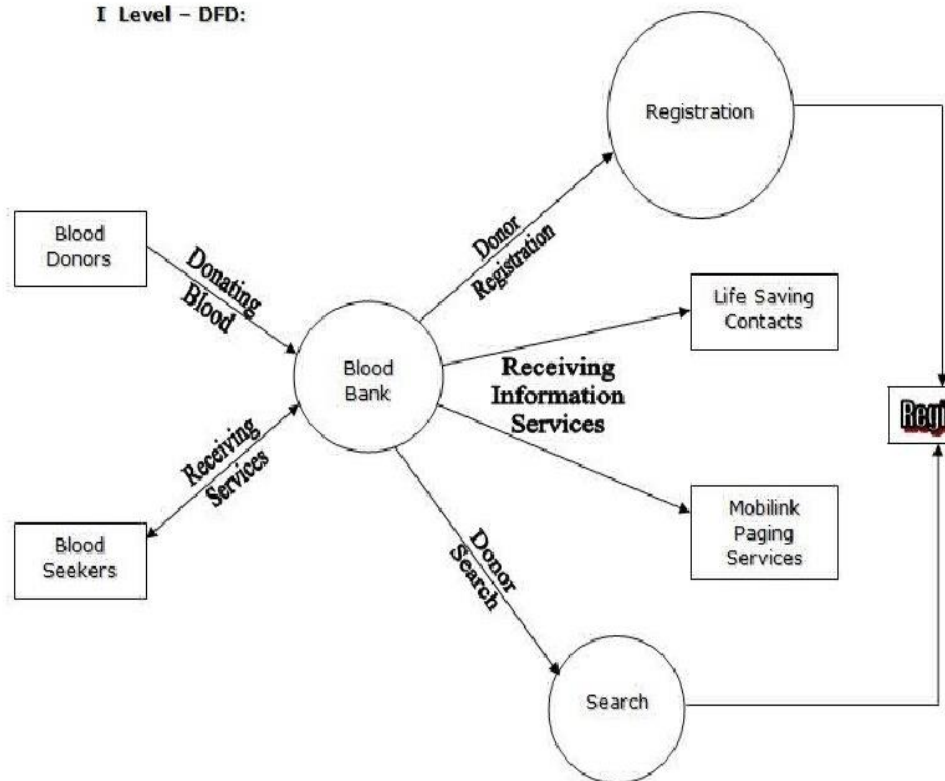 I Level – DFD:
Registration
Blood
Donors
Donating
Blood
Donor
Registration
Life Saving
Contacts
Blood
Bank
Receiving
Information
Services
Receiving
Services
Mobilink
Paging
Services
Blood
Seekers
Donor
Search
Search